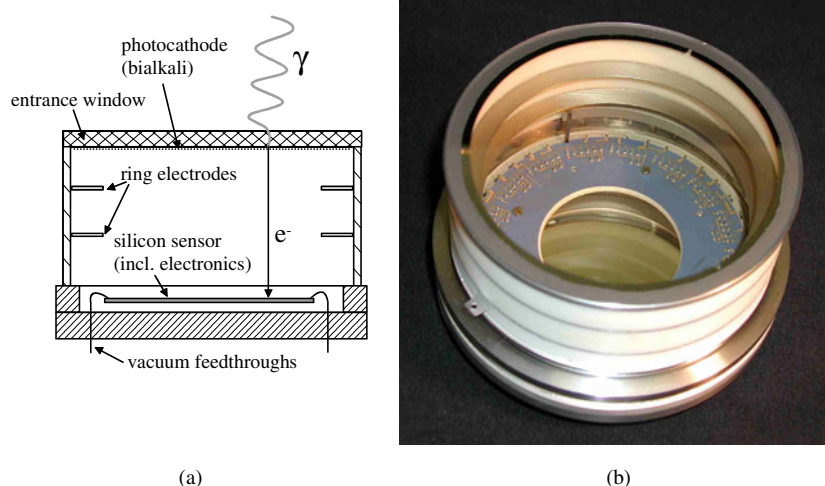 photocathode
(bialkali)
γ
entrance window
ring electrodes
e-
silicon sensor
(incl. electronics)
vacuum feedthroughs
(a)
(b)